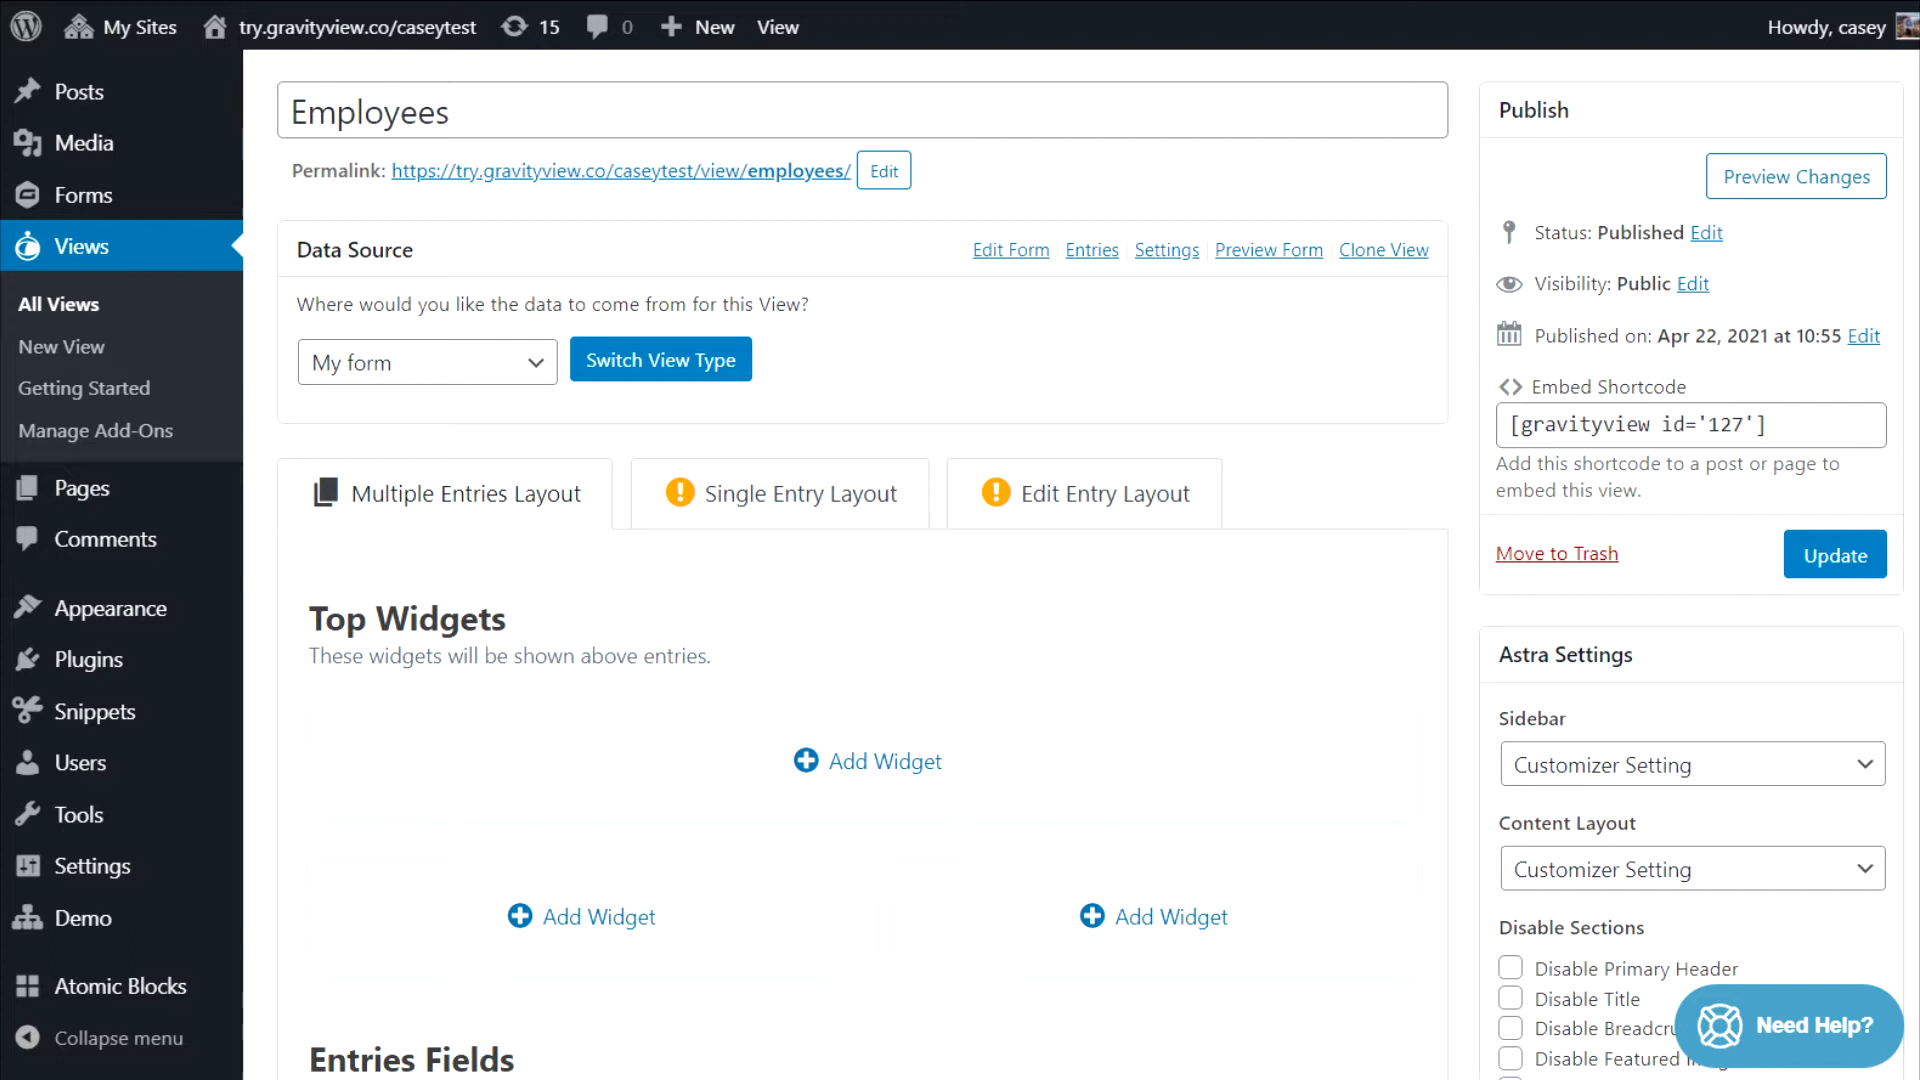 My Sites
try.gravityview.co/caseytest
15
0
New
View
Howdy, casey
Posts
Media
Forms
Views
All Views
New View
Getting Started
Manage Add-Ons
Pages
Comments
Appearance
Plugins
Snippets
Users
Tools
Settings
Demo
Atomic Blocks
Collapse menu
Employees
Permalink: https://try.gravityview.co/caseytest/view/employees/ Edit
Data Source
Edit Form Entries Settings Preview Form Clone View
Where would you like the data to come from for this View?
My form
Switch View Type
Multiple Entries Layout
Single Entry Layout
Edit Entry Layout
Top Widgets
These widgets will be shown above entries.
Add Widget
Add Widget
Add Widget
Entries Fields
Publish
Preview Changes
Status: Published Edit
Visibility: Public Edit
Published on: Apr 22, 2021 at 10:55 Edit
Embed Shortcode
[gravityview id='127']
Add this shortcode to a post or page to
embed this view.
Move to Trash
Update
Astra Settings
Sidebar
Customizer Setting
Content Layout
Customizer Setting
Disable Sections
Disable Primary Header
Disable Title
Disable
Disable Featured
Need Help?